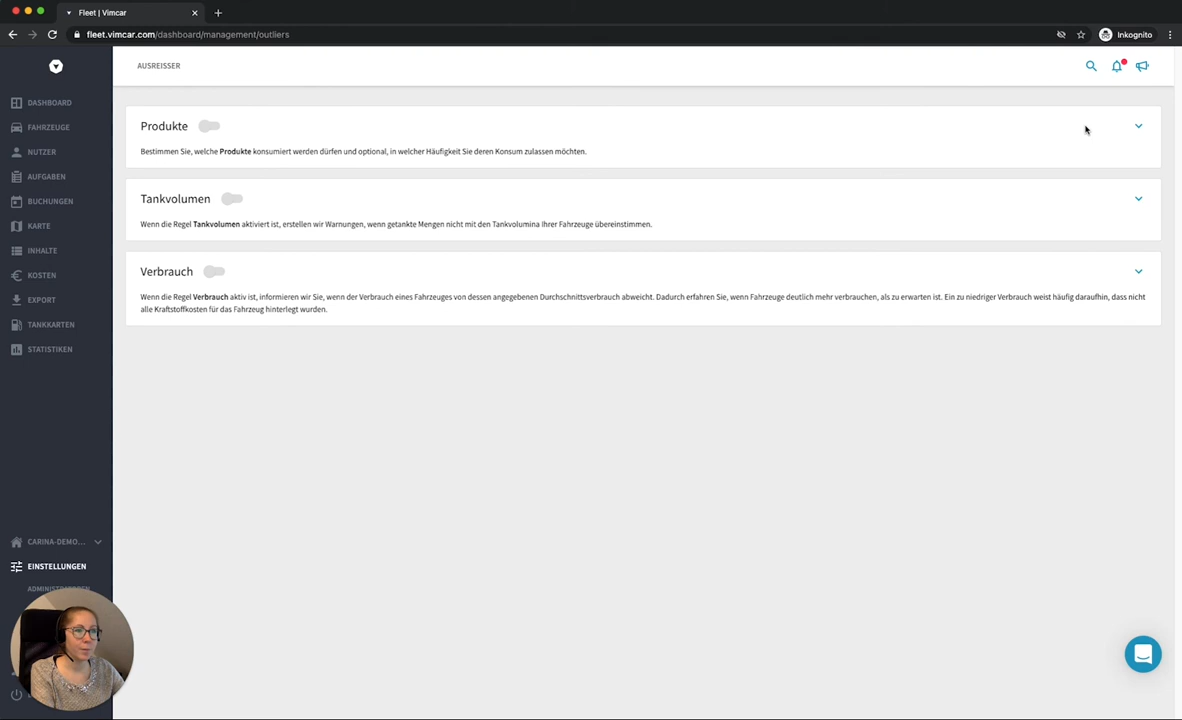 Fleet | Vimcar
fleet.vimcar.com/dashboard/management/outliers
Inkognito
AUSREISSER
DASHBOARD
FAHRZEUGE
NUTZER
AUFGABEN
BUCHUNGEN
KARTE
INHALTE
KOSTEN
EXPORT
TANKKARTEN
STATISTIKEN
CARINA-DEMO...
EINSTELLUNGEN
Produkte
Bestimmen Sie, welche Produkte konsumiert werden dürfen und optional, in welcher Häufigkeit Sie deren Konsum zulassen möchten.
Tankvolumen
Wenn die Regel Tankvolumen aktiviert ist, erstellen wir Warnungen, wenn getankte Mengen nicht mit den Tankvolumina Ihrer Fahrzeuge übereinstimmen.
Verbrauch
Wenn die Regel Verbrauch aktiv ist, informieren wir Sie, wenn der Verbrauch eines Fahrzeuges von dessen angegebenen Durchschnittsverbrauch abweicht. Dadurch erfahren Sie, wenn Fahrzeuge deutlich mehr verbrauchen, als zu erwarten ist. Ein zu niedriger Verbrauch weist häufig daraufhin, dass nicht
alle Kraftstoffkosten für das Fahrzeug hinterlegt wurden.